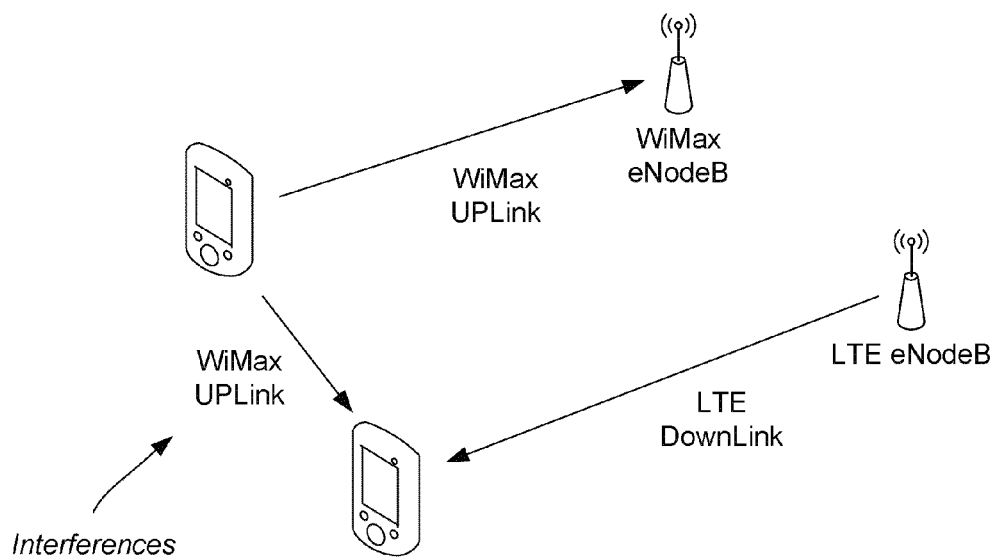 WiMax
eNodeB
WiMax
UPLink
LTE eNodeB
WiMax
UPLink
LTE
DownLink
Interferences